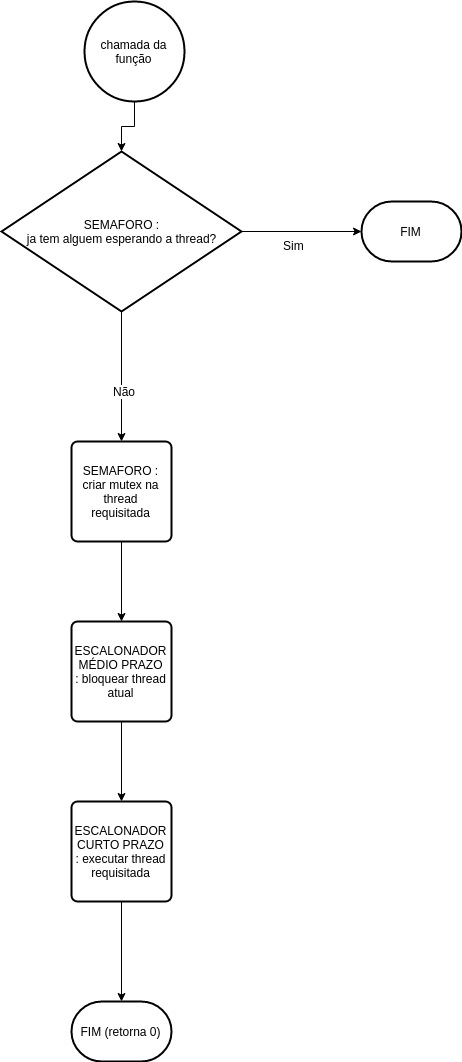 chamada da
função
SEMAFORO :
ja tem alguem esperando a thread?
Sim
FIM
Não
SEMAFORO :
criar mutex na
thread
requisitada
ESCALONADOR
MÉDIO PRAZO
: bloquear thread
atual
ESCALONADOR
CURTO PRAZO
: executar thread
requisitada
FIM (retorna 0)